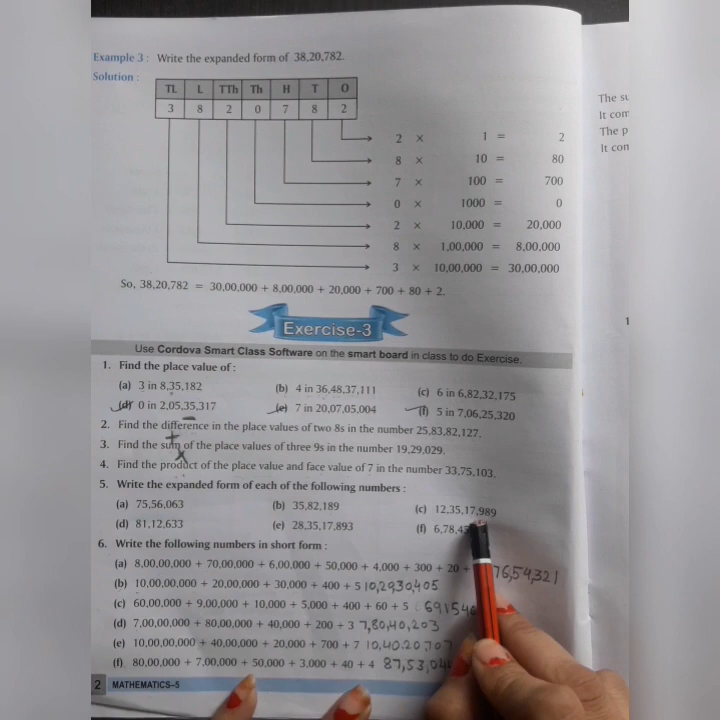 Example 3 : Write the expanded form of 38,20,782.
Solution :
TL L TTh Th H T O
3 8 2 0 7 8 2
2 × 1 = 2
8 × 10 = 80
7 × 100 = 700
0 × 1000 = 0
2 × 10,000 = 20,000
8 × 1,00,000 = 8,00,000
3 × 10,00,000 = 30,00,000
So, 38,20,782 = 30,00,000 + 8,00,000 + 20,000 + 700 + 80 + 2.
Exercise-3
Use Cordova Smart Class Software on the smart board in class to do Exercise.
1. Find the place value of :
(a) 3 in 8,35,182 (b) 4 in 36,48,37,111 (c) 6 in 6,82,32,175
(d) 0 in 2,05,35,317 (e) 7 in 20,07,05,004 (f) 5 in 7,06,25,320
2. Find the difference in the place values of two 8s in the number 25,83,82,127.
3. Find the sum of the place values of three 9s in the number 19,29,029.
4. Find the product of the place value and face value of 7 in the number 33,75,103.
5. Write the expanded form of each of the following numbers :
(a) 75,56,063 (b) 35,82,189 (c) 12,35,17,989
(d) 81,12,633 (e) 28,35,17,893 (f) 6,78,4
6. Write the following numbers in short form :
(a) 8,00,00,000 + 70,00,000 + 6,00,000 + 50,000 + 4,000 + 300 + 20 + 76,54,321
(b) 10,00,00,000 + 20,00,000 + 30,000 + 400 + 5 10,2030,405
(c) 60,00,000 + 9,00,000 + 10,000 + 5,000 + 400 + 60 + 5 691546
(d) 7,00,00,000 + 80,00,000 + 40,000 + 200 + 3 7,80,40,203
(e) 10,00,00,000 + 40,00,000 + 20,000 + 700 + 7 10,40,20,707
(f) 80,00,000 + 7,00,000 + 50,000 + 3,000 + 40 + 4 87,53,04
2 MATHEMATICS–5
The
It
The
It